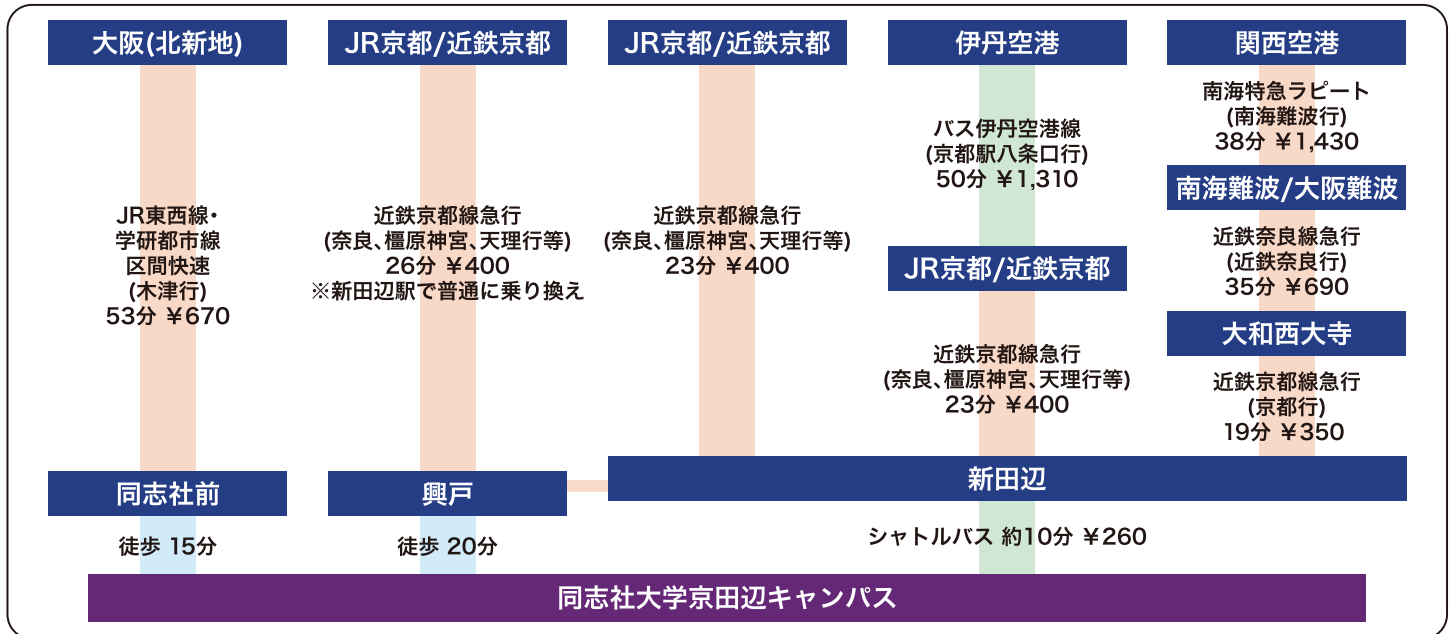 大阪(北新地)
JR東西線・
学研都市線
区間快速
(木津行)
53分 ¥670
同志社前
徒歩 15分
JR京都/近鉄京都
近鉄京都線急行
(奈良、橿原神宮、天理行等)
26分 ¥400
※新田辺駅で普通に乗り換え
興戸
徒歩 20分
JR京都/近鉄京都
近鉄京都線急行
(奈良、橿原神宮、天理行等)
23分 ¥400
伊丹空港
バス伊丹空港線
(京都駅八条口行)
50分 ¥1,310
JR京都/近鉄京都
近鉄京都線急行
(奈良、橿原神宮、天理行等)
23分 ¥400
関西空港
南海特急ラピート
(南海難波行)
38分 ¥1,430
南海難波/大阪難波
近鉄奈良線急行
(近鉄奈良行)
35分 ¥690
大和西大寺
近鉄京都線急行
(京都行)
19分 ¥350
新田辺
シャトルバス 約10分 ¥260
同志社大学京田辺キャンパス